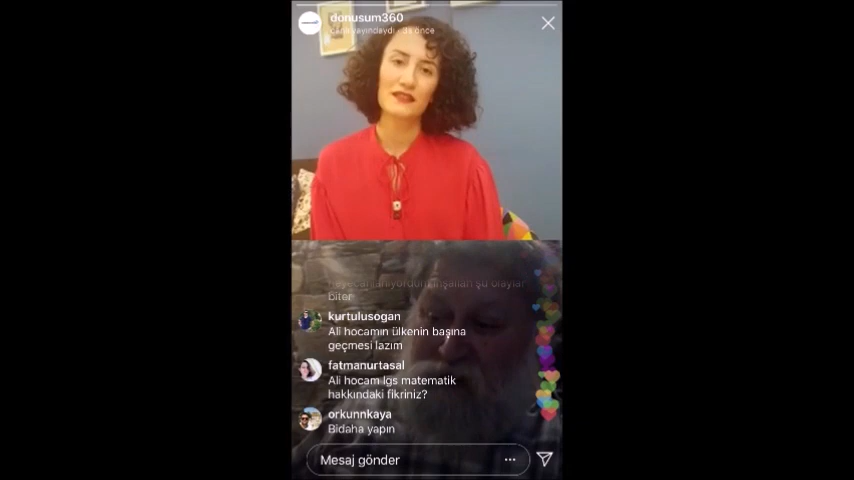 donusum360
biter
kurtulusogan
Ali hocamın ülkenin başına
geçmesi lazım
fatmanurtasal
Ali hocam lgs matematik
hakkındaki fikriniz?
orkunnkaya
Bidaha yapın
Mesaj gönder